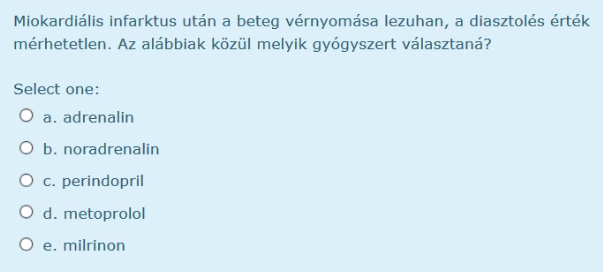 Miokardiális infarktus után a beteg vérnyomása lezuhan, a diasztolés érték
mérhetetlen. Az alábbiak közül melyik gyógyszert választaná?
Select one:
a. adrenalin
b. noradrenalin
c. perindopril
d. metoprolol
e. milrinon